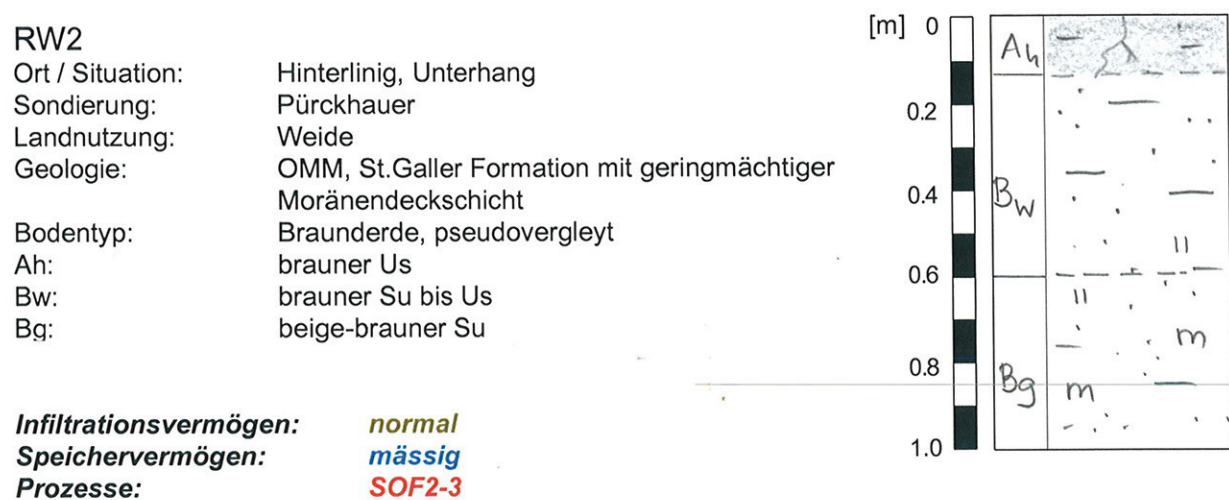 RW2
Ort / Situation: Hinterlinig, Unterhang
Sondierung: Pürckhauer
Landnutzung: Weide
Geologie: OMM, St.Galler Formation mit geringmächtiger
Moränendeckschicht
Bodentyp: Braunderde, pseudovergleyt
Ah: brauner Us
Bw: brauner Su bis Us
Bg: beige-brauner Su
Infiltrationsvermögen: normal
Speichervermögen: mässig
Prozesse: SOF2-3
[m] 0
0.2
0.4
0.6
0.8
1.0
Ah
Bw
Bg
m
m